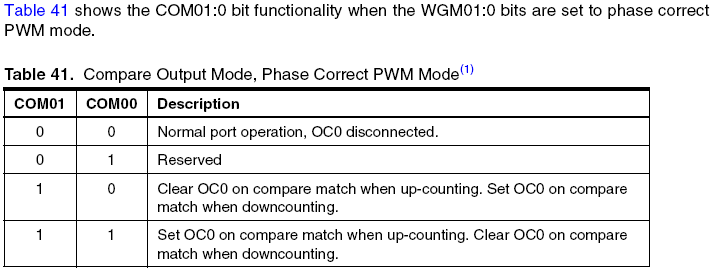 Table 41 shows the COM01:0 bit functionality when the WGM01:0 bits are set to phase correct
PWM mode.
Table 41. Compare Output Mode, Phase Correct PWM Mode(1)
COM01 COM00 Description
0 0 Normal port operation, OC0 disconnected.
0 1 Reserved
1 0 Clear OC0 on compare match when up-counting. Set OC0 on compare
match when downcounting.
1 1 Set OC0 on compare match when up-counting. Clear OC0 on compare
match when downcounting.